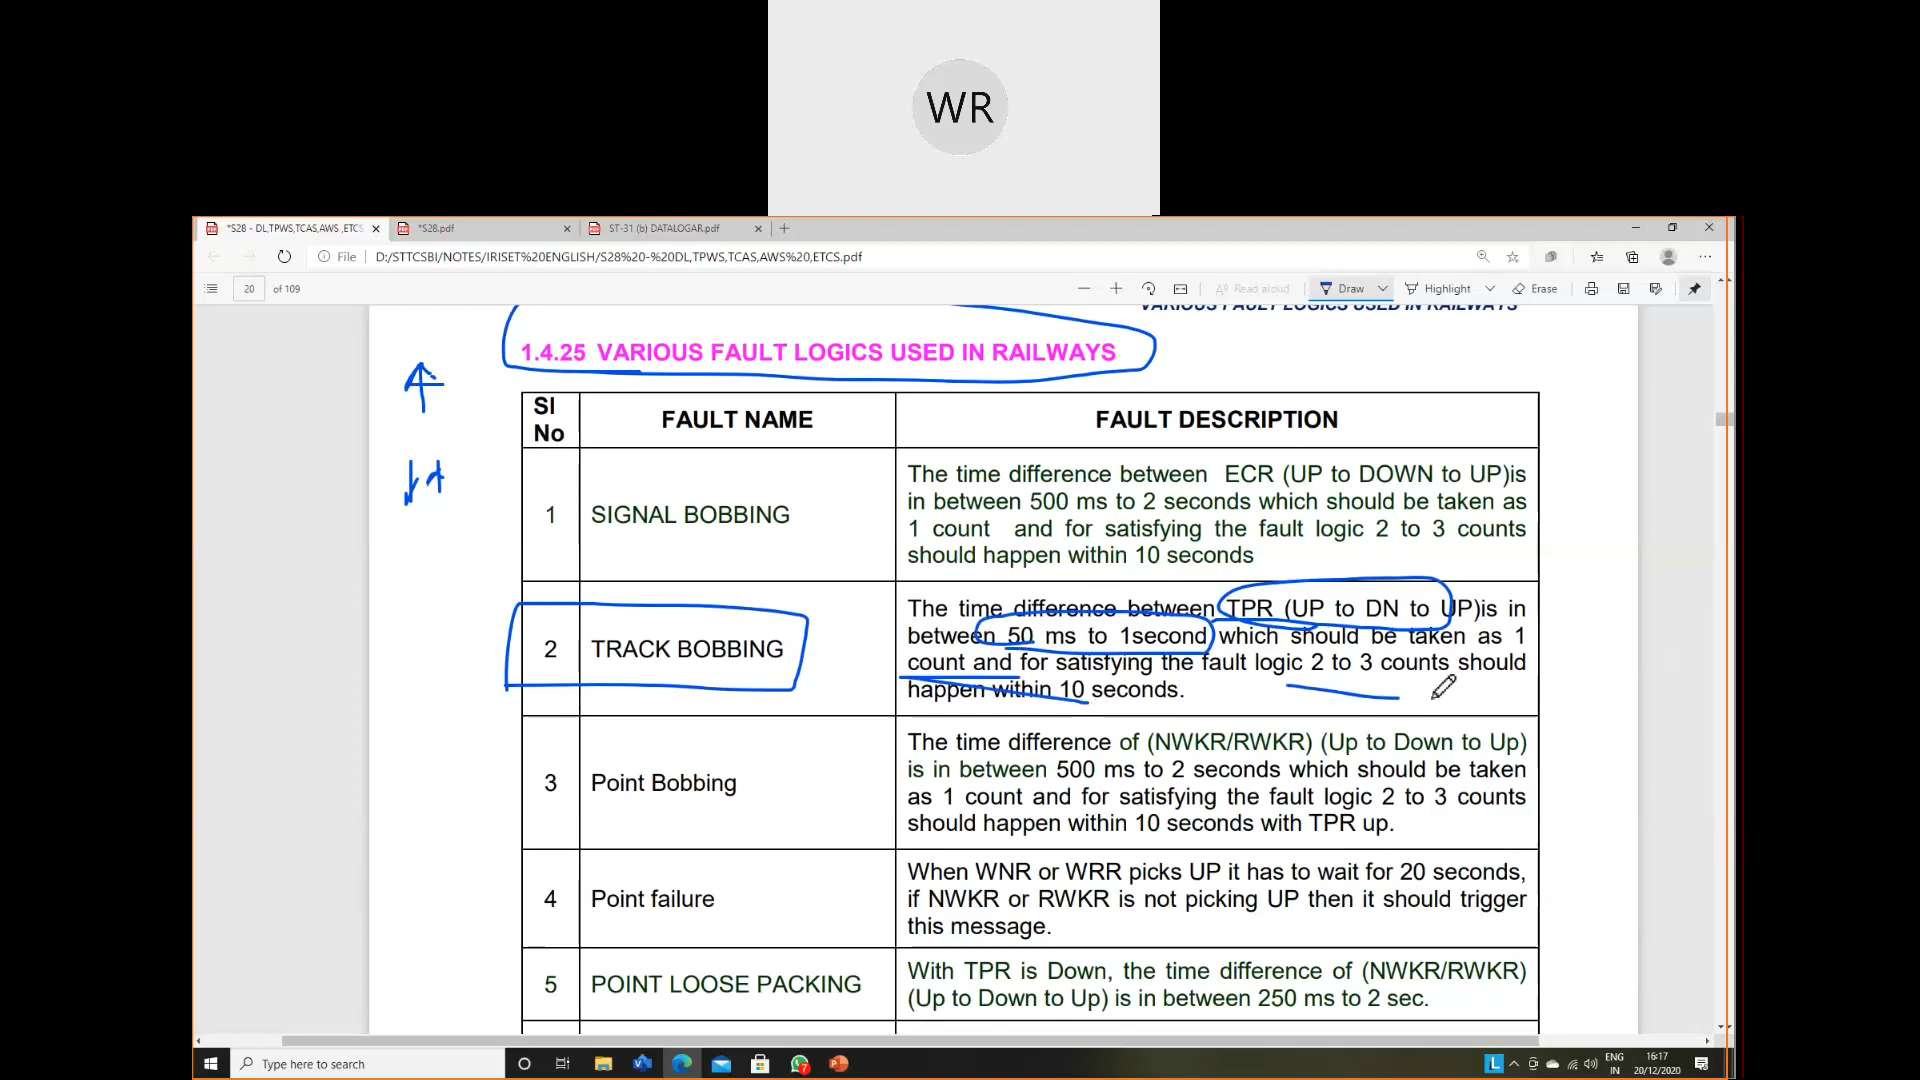 WR
*S28 - DL,TPWS,TCAS,AWS ,ETCS
*S28.pdf
ST-31 (b) DATALOGAR.pdf
File D:/STTCSBI/NOTES/IRISET%20ENGLISH/S28%20-%20DL,TPWS,TCAS,AWS%20,ETCS.pdf
20 of 109
Read aloud Draw Highlight Erase
VARIOUS FAULT LOGICS USED IN RAILWAYS
1.4.25 VARIOUS FAULT LOGICS USED IN RAILWAYS
Sl
No
FAULT NAME
FAULT DESCRIPTION
1
SIGNAL BOBBING
The time difference between ECR (UP to DOWN to UP)is
in between 500 ms to 2 seconds which should be taken as
1 count and for satisfying the fault logic 2 to 3 counts
should happen within 10 seconds
2
TRACK BOBBING
The time difference between TPR (UP to DN to UP)is in
between 50 ms to 1second which should be taken as 1
count and for satisfying the fault logic 2 to 3 counts should
happen within 10 seconds.
3
Point Bobbing
The time difference of (NWKR/RWKR) (Up to Down to Up)
is in between 500 ms to 2 seconds which should be taken
as 1 count and for satisfying the fault logic 2 to 3 counts
should happen within 10 seconds with TPR up.
4
Point failure
When WNR or WRR picks UP it has to wait for 20 seconds,
if NWKR or RWKR is not picking UP then it should trigger
this message.
5
POINT LOOSE PACKING
With TPR is Down, the time difference of (NWKR/RWKR)
(Up to Down to Up) is in between 250 ms to 2 sec.
Type here to search
L
ENG
IN
16:17
20/12/2020